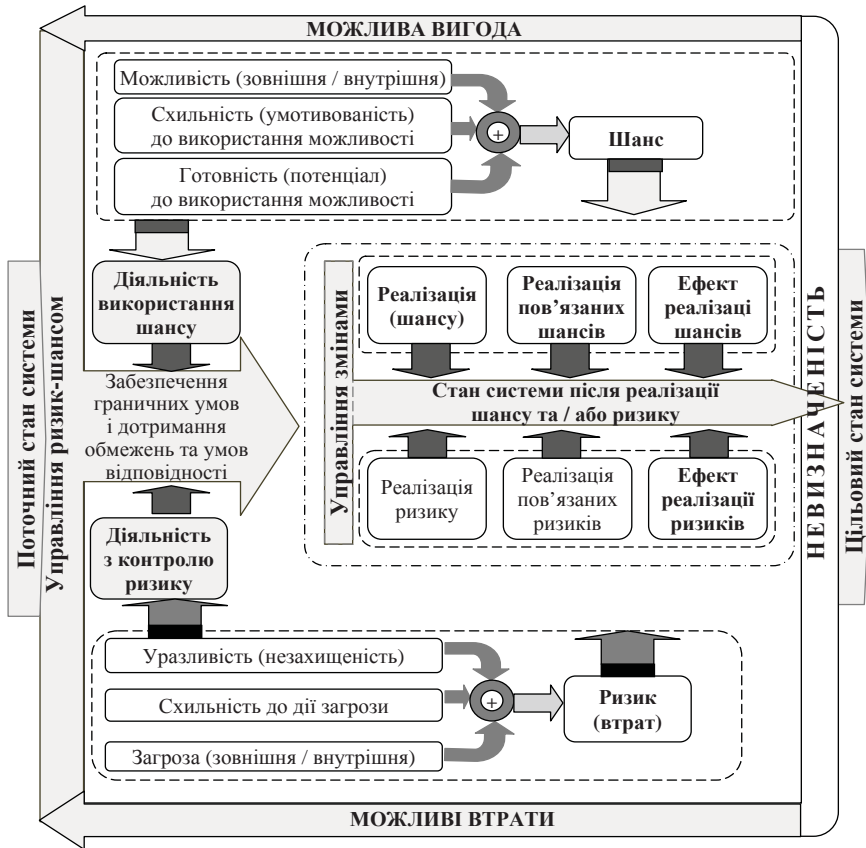 МОЖЛИВА ВИГОДА
Можливість (зовнішня / внутрішня)
Схильність (умотивованість)
до використання можливості
Готовність (потенціал)
до використання можливості
+
Шанс
Поточний стан системи
Управління ризик-шансом
Діяльність
використання
шансу
Забезпечення
граничних умов
і дотримання
обмежень та умов
відповідності
Діяльність
з контролю
ризику
Управління змінами
Реалізація
(шансу)
Реалізація
пов’язаних
шансів
Ефект
реалізаці
шансів
Стан системи після реалізації
шансу та / або ризику
Реалізація
ризику
Реалізація
пов’язаних
ризиків
Ефект
реалізації
ризиків
НЕВИЗНАЧЕНІСТЬ
Цільовий стан системи
Уразливість (незахищеність)
Схильність до дії загрози
Загроза (зовнішня / внутрішня)
+
Ризик
(втрат)
МОЖЛИВІ ВТРАТИ